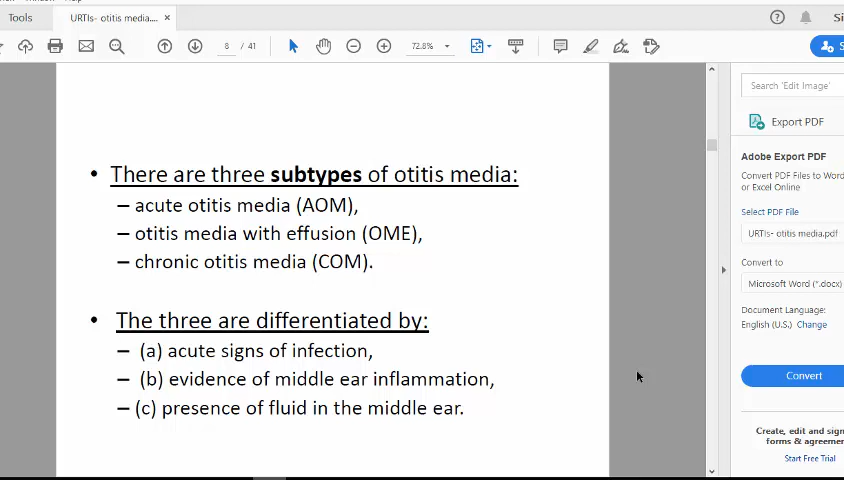 Tools
URTIs- otitis media.... ×
8 / 41
72.8%
• There are three subtypes of otitis media:
– acute otitis media (AOM),
– otitis media with effusion (OME),
– chronic otitis media (COM).
• The three are differentiated by:
– (a) acute signs of infection,
– (b) evidence of middle ear inflammation,
– (c) presence of fluid in the middle ear.
Search 'Edit Image'
Export PDF
Adobe Export PDF
Convert PDF Files to Word
or Excel Online
Select PDF File
URTIs- otitis media.pdf
Convert to
Microsoft Word (*.docx)
Document Language:
English (U.S.) Change
Convert
Create, edit and sign
forms & agreeme
Start Free Trial